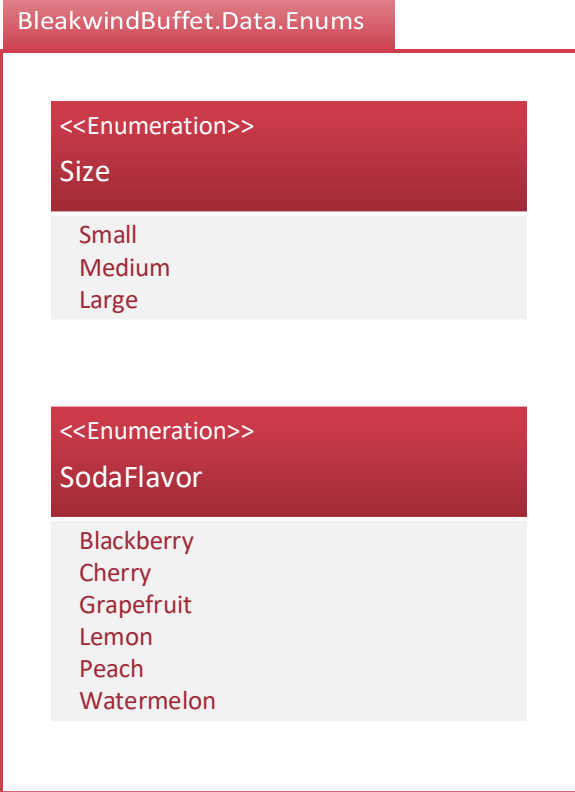 BleakwindBuffet.Data.Enums
<<Enumeration>>
Size
Small
Medium
Large
<<Enumeration>>
SodaFlavor
Blackberry
Cherry
Grapefruit
Lemon
Peach
Watermelon